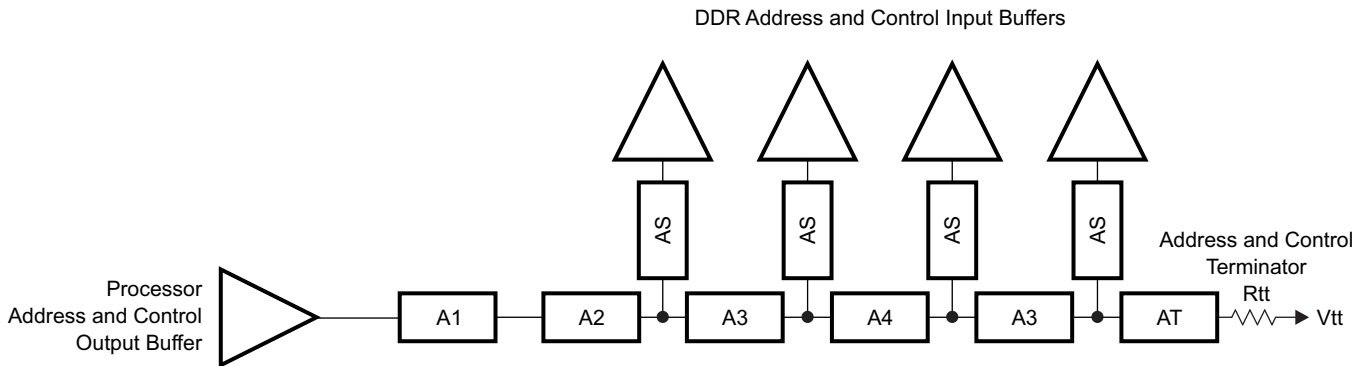 DDR Address and Control Input Buffers
AS
AS
AS
AS
Processor
Address and Control
Output Buffer
A1
A2
A3
A4
A3
AT
Address and Control
Terminator
Rtt
Vtt